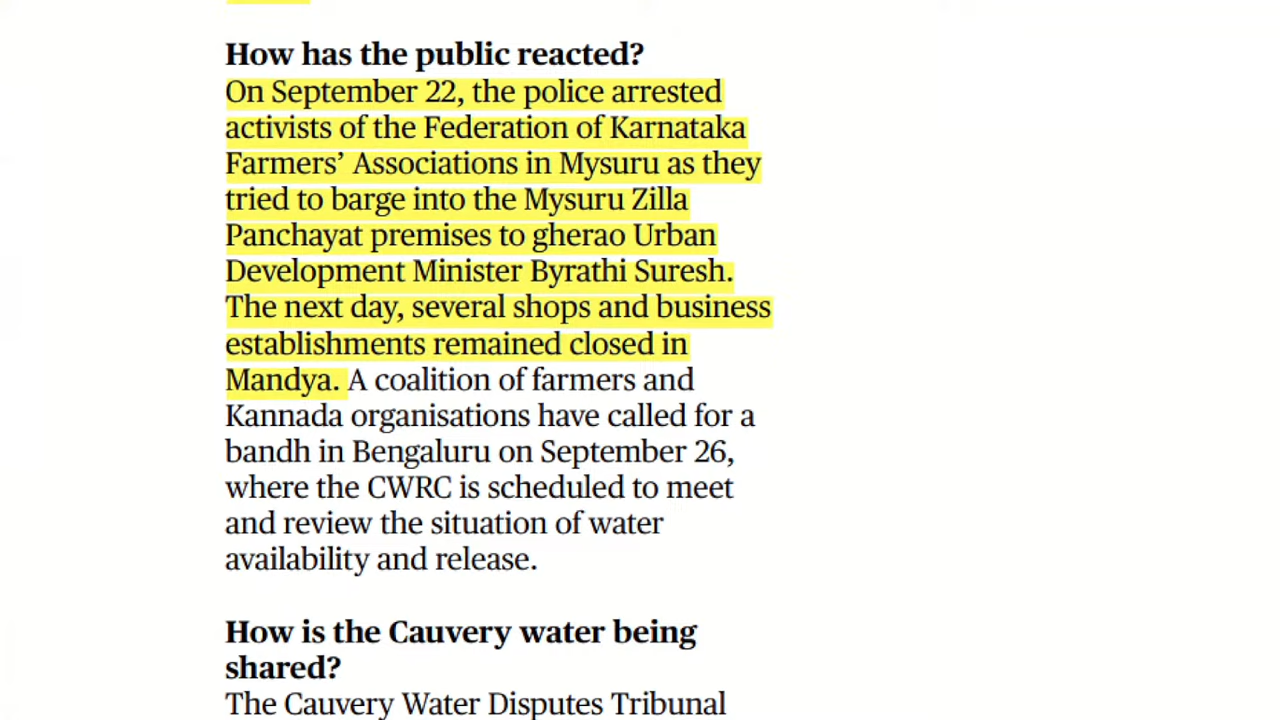 How has the public reacted?
On September 22, the police arrested
activists of the Federation of Karnataka
Farmers’ Associations in Mysuru as they
tried to barge into the Mysuru Zilla
Panchayat premises to gherao Urban
Development Minister Byrathi Suresh.
The next day, several shops and business
establishments remained closed in
Mandya. A coalition of farmers and
Kannada organisations have called for a
bandh in Bengaluru on September 26,
where the CWRC is scheduled to meet
and review the situation of water
availability and release.
How is the Cauvery water being
shared?
The Cauvery Water Disputes Tribunal